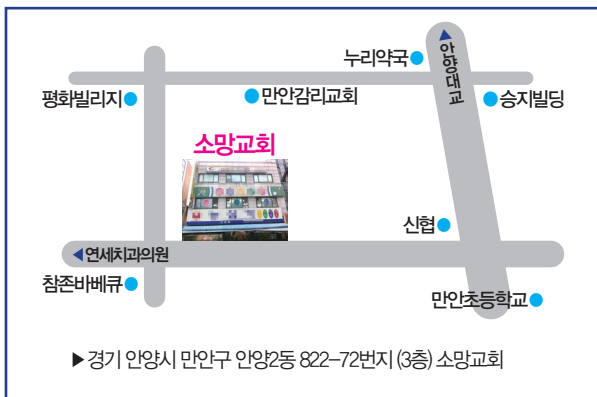 누리약국
▲안양대교
평화빌리지
만안감리교회
승지빌딩
소망교회
신협
◀연세치과의원
참존바베큐
만안초등학교
▶경기 안양시 만안구 안양2동 822-72번지 (3층) 소망교회